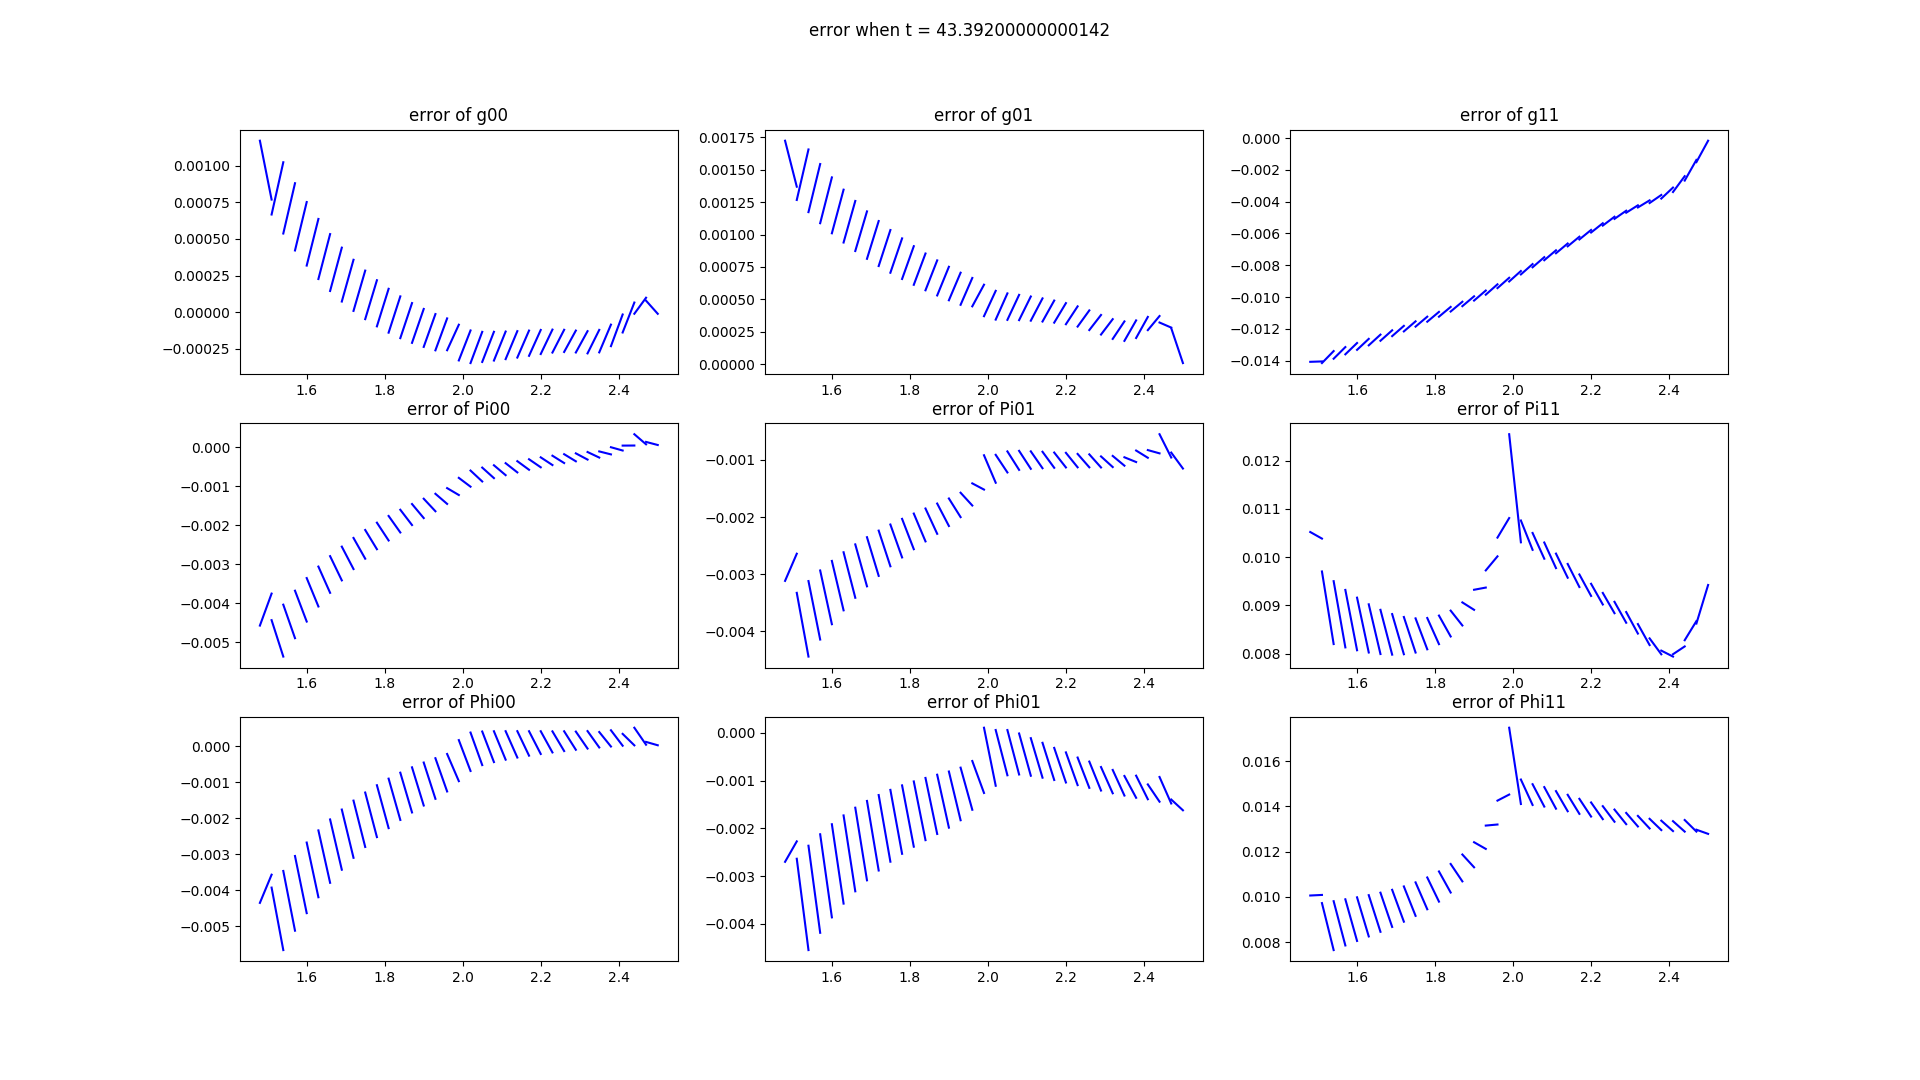 error when t = 43.39200000000142
error of g00
error of g01
error of g11
0.00100
0.00075
0.00050
0.00025
0.00000
−0.00025
1.6 1.8 2.0 2.2 2.4
0.00175
0.00150
0.00125
0.00100
0.00075
0.00050
0.00025
0.00000
1.6 1.8 2.0 2.2 2.4
0.000
−0.002
−0.004
−0.006
−0.008
−0.010
−0.012
−0.014
1.6 1.8 2.0 2.2 2.4
error of Pi00
error of Pi01
error of Pi11
0.000
−0.001
−0.002
−0.003
−0.004
−0.005
1.6 1.8 2.0 2.2 2.4
−0.001
−0.002
−0.003
−0.004
1.6 1.8 2.0 2.2 2.4
0.012
0.011
0.010
0.009
0.008
1.6 1.8 2.0 2.2 2.4
error of Phi00
error of Phi01
error of Phi11
0.000
−0.001
−0.002
−0.003
−0.004
−0.005
1.6 1.8 2.0 2.2 2.4
0.000
−0.001
−0.002
−0.003
−0.004
1.6 1.8 2.0 2.2 2.4
0.016
0.014
0.012
0.010
0.008
1.6 1.8 2.0 2.2 2.4